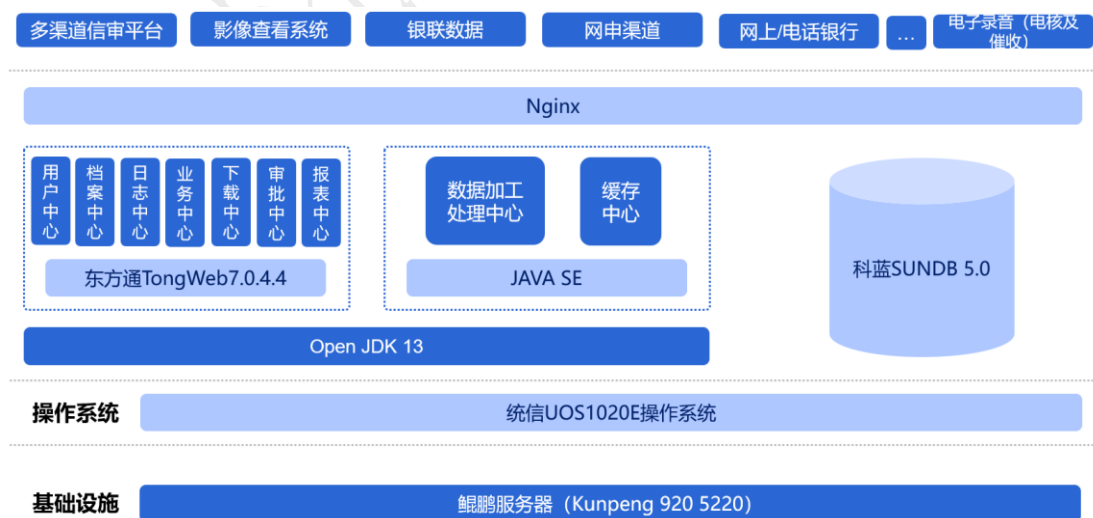 多渠道信审平台
影像查看系统
银联数据
网申渠道
网上/电话银行
...
电子录音（电核及
催收）
Nginx
用户中心
档案中心
日志中心
业务中心
下载中心
审批中心
报表中心
东方通TongWeb7.0.4.4
数据加工
处理中心
缓存
中心
JAVA SE
科蓝SUNDB 5.0
Open JDK 13
操作系统
统信UOS1020E操作系统
基础设施
鲲鹏服务器（Kunpeng 920 5220）